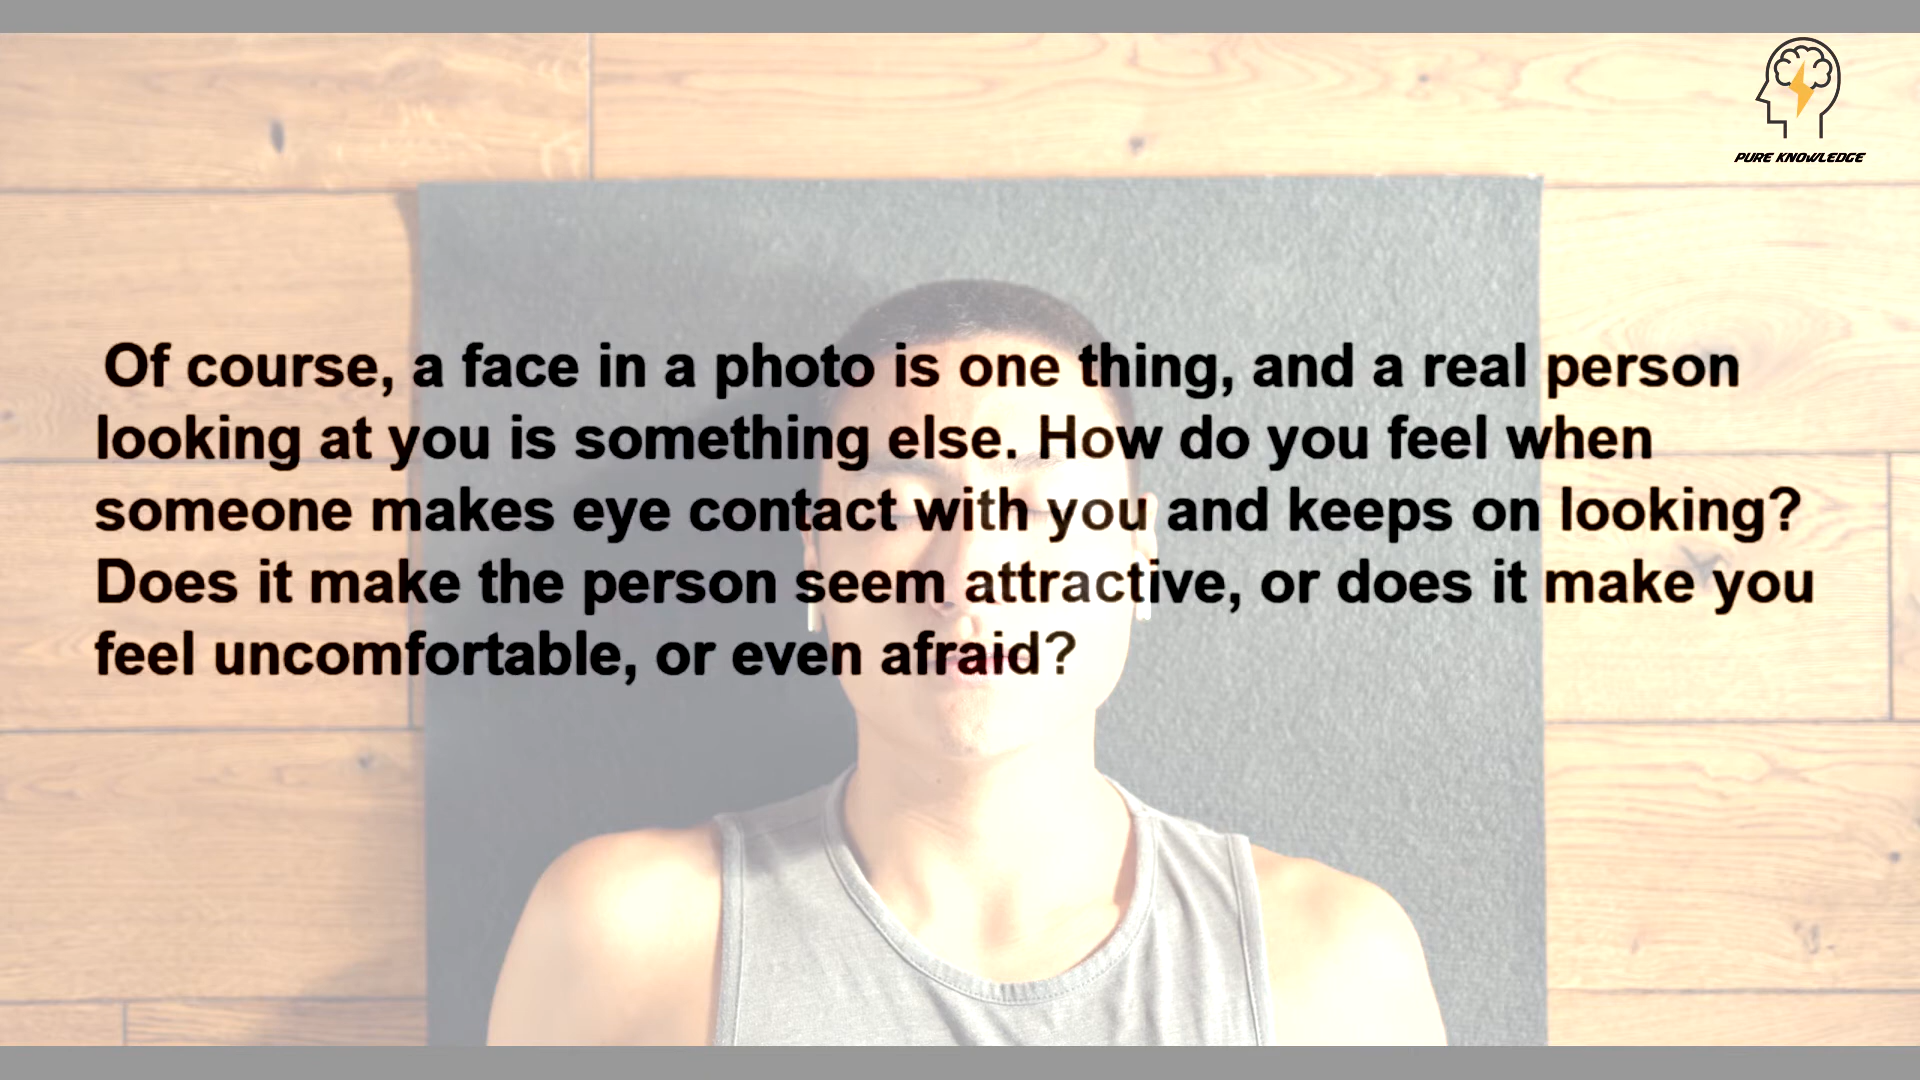 PURE KNOWLEDGE
Of course, a face in a photo is one thing, and a real person
looking at you is something else. How do you feel when
someone makes eye contact with you and keeps on looking?
Does it make the person seem attractive, or does it make you
feel uncomfortable, or even afraid?